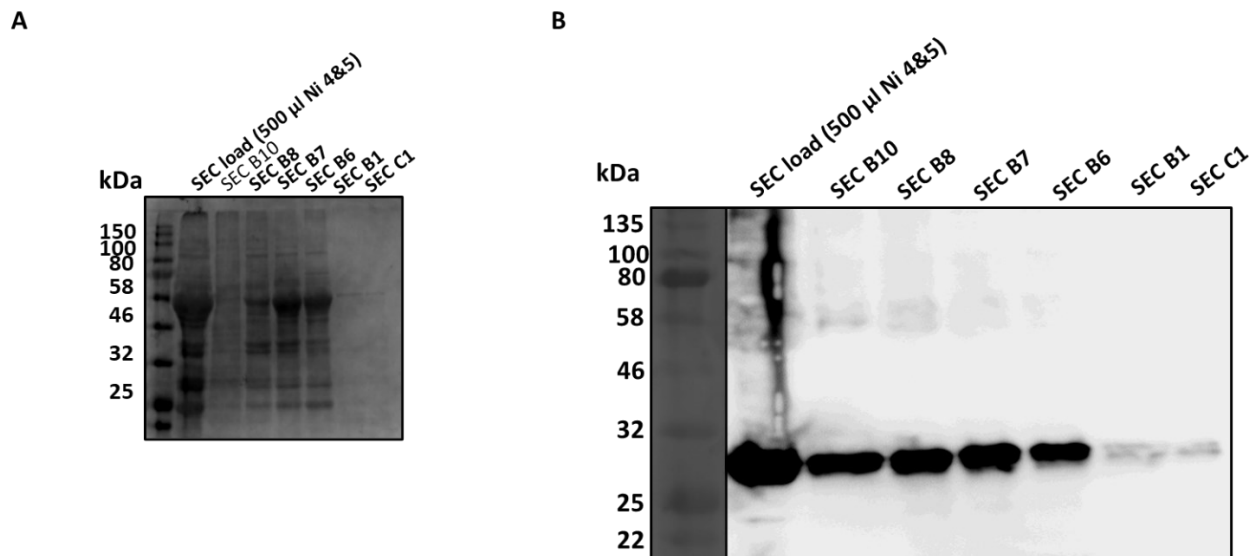 A
SEC load (500 µl Ni 4&5)
SEC B10
SEC B8
SEC B7
SEC B6
SEC B1
SEC C1
kDa
150
100
80
58
46
32
25
B
SEC load (500 µl Ni 4&5)
SEC B10
SEC B8
SEC B7
SEC B6
SEC B1
SEC C1
kDa
135
100
80
58
46
32
25
22